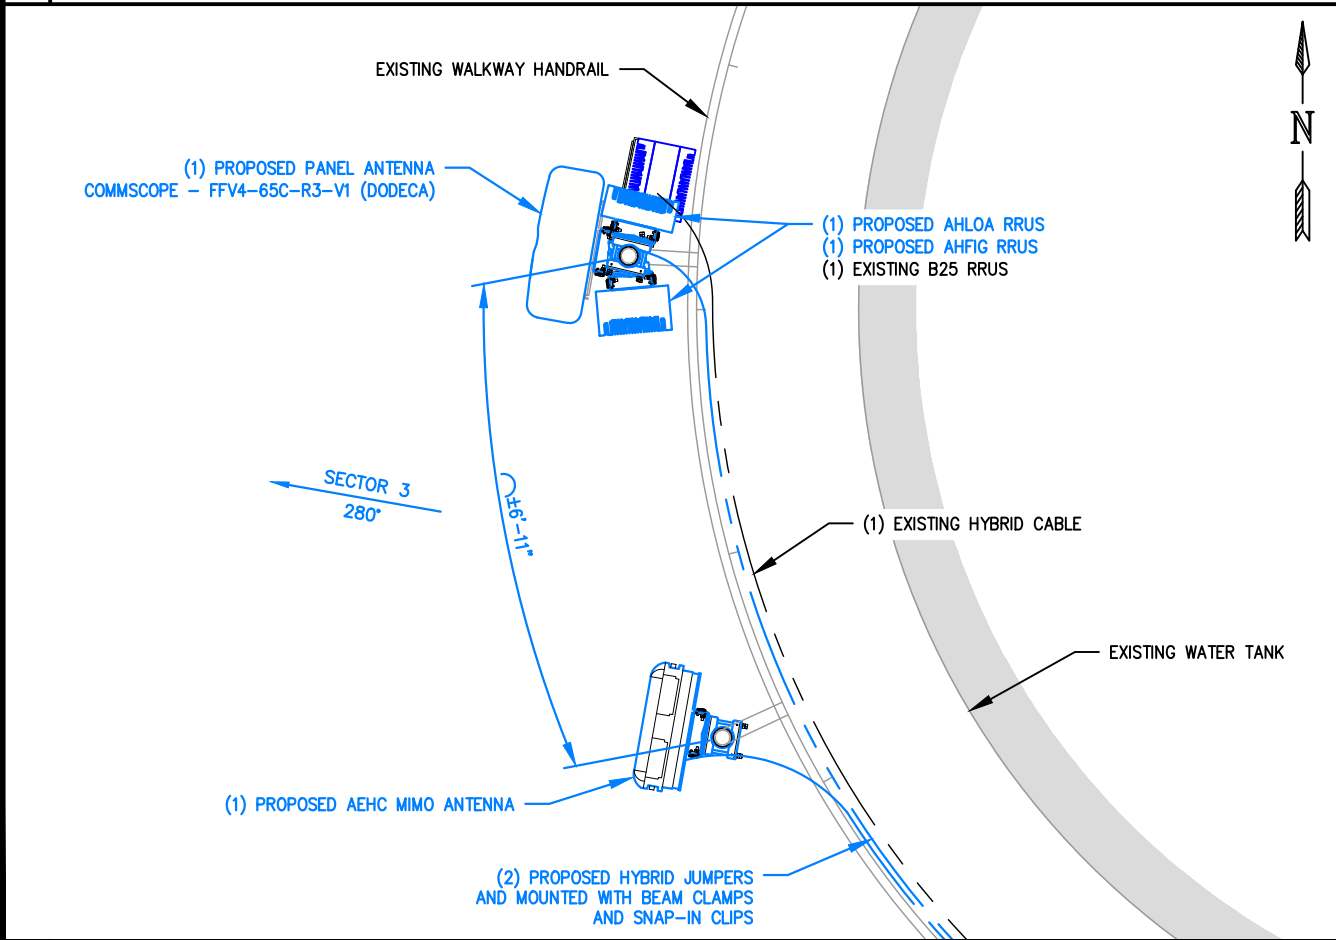 EXISTING WALKWAY HANDRAIL
N
(1) PROPOSED PANEL ANTENNA
COMMSCOPE - FFV4-65C-R3-V1 (DODECA)
(1) PROPOSED AHLOA RRUS
(1) PROPOSED AHFIG RRUS
(1) EXISTING B25 RRUS
SECTOR 3
280°
±6'-11"
(1) EXISTING HYBRID CABLE
EXISTING WATER TANK
(1) PROPOSED AEHC MIMO ANTENNA
(2) PROPOSED HYBRID JUMPERS
AND MOUNTED WITH BEAM CLAMPS
AND SNAP-IN CLIPS